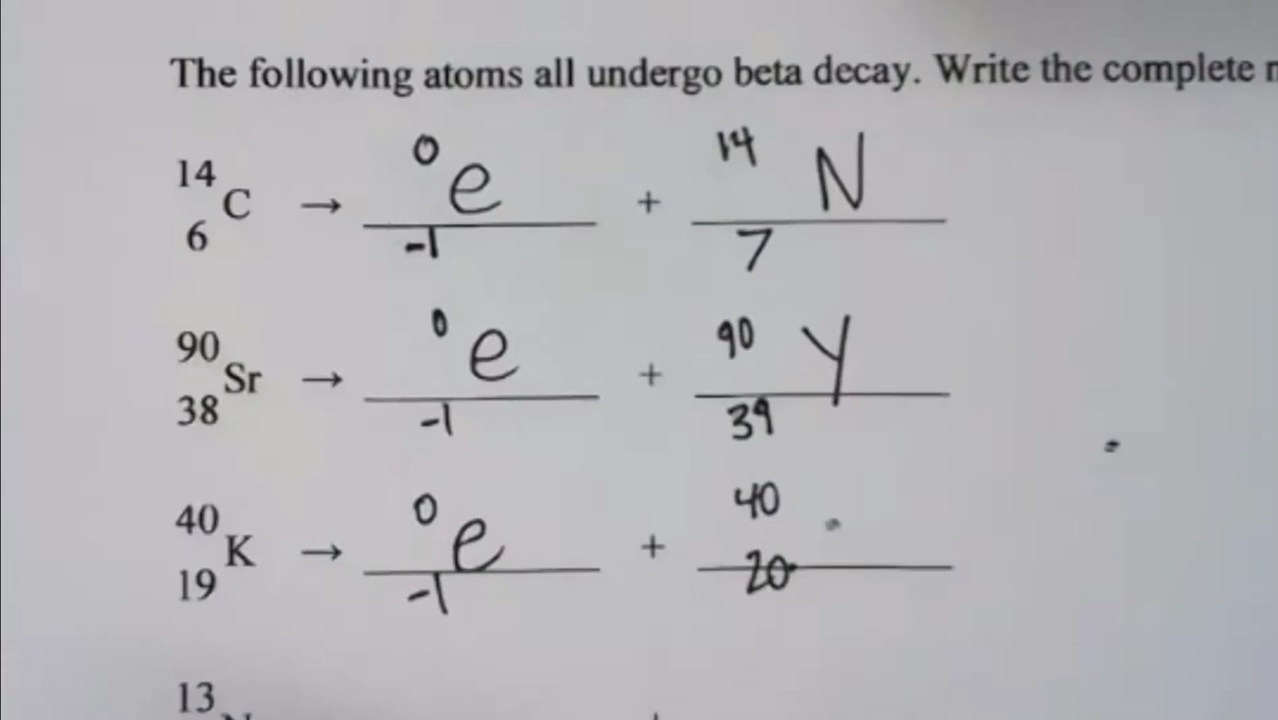 The following atoms all undergo beta decay. Write the complete
14 6 C → 0 -1 e + 14 7 N
90 38 Sr → 0 -1 e + 90 39 Y
40 19 K → 0 -1 e + 40 20
13